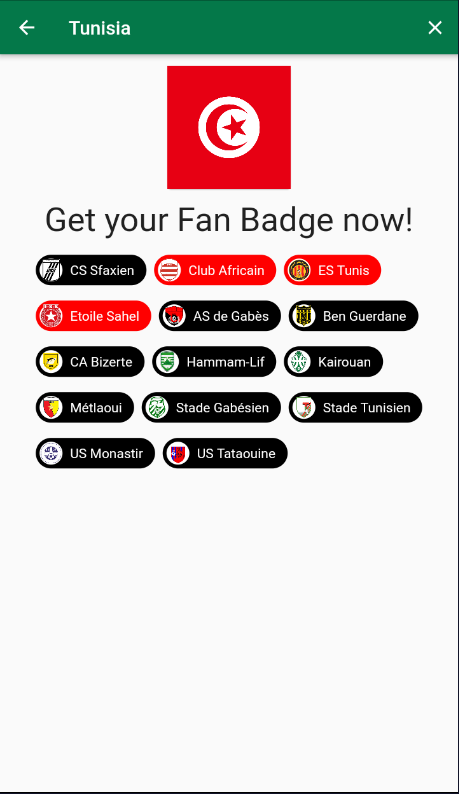 Tunisia
Get your Fan Badge now!
CS Sfaxien Club Africain ES Tunis
Etoile Sahel AS de Gabès Ben Guerdane
CA Bizerte Hammam-Lif Kairouan
Métlaoui Stade Gabésien Stade Tunisien
US Monastir US Tataouine